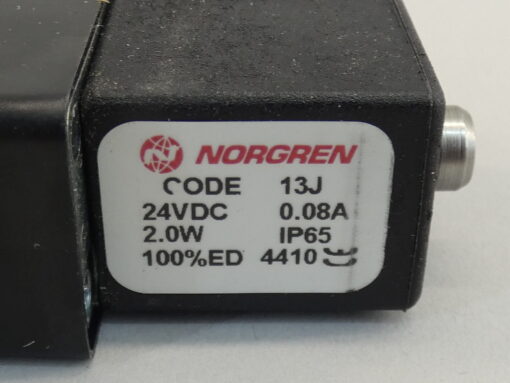 NORGREN
CODE 13J
24VDC 0.08A
2.0W IP65
100%ED 4410